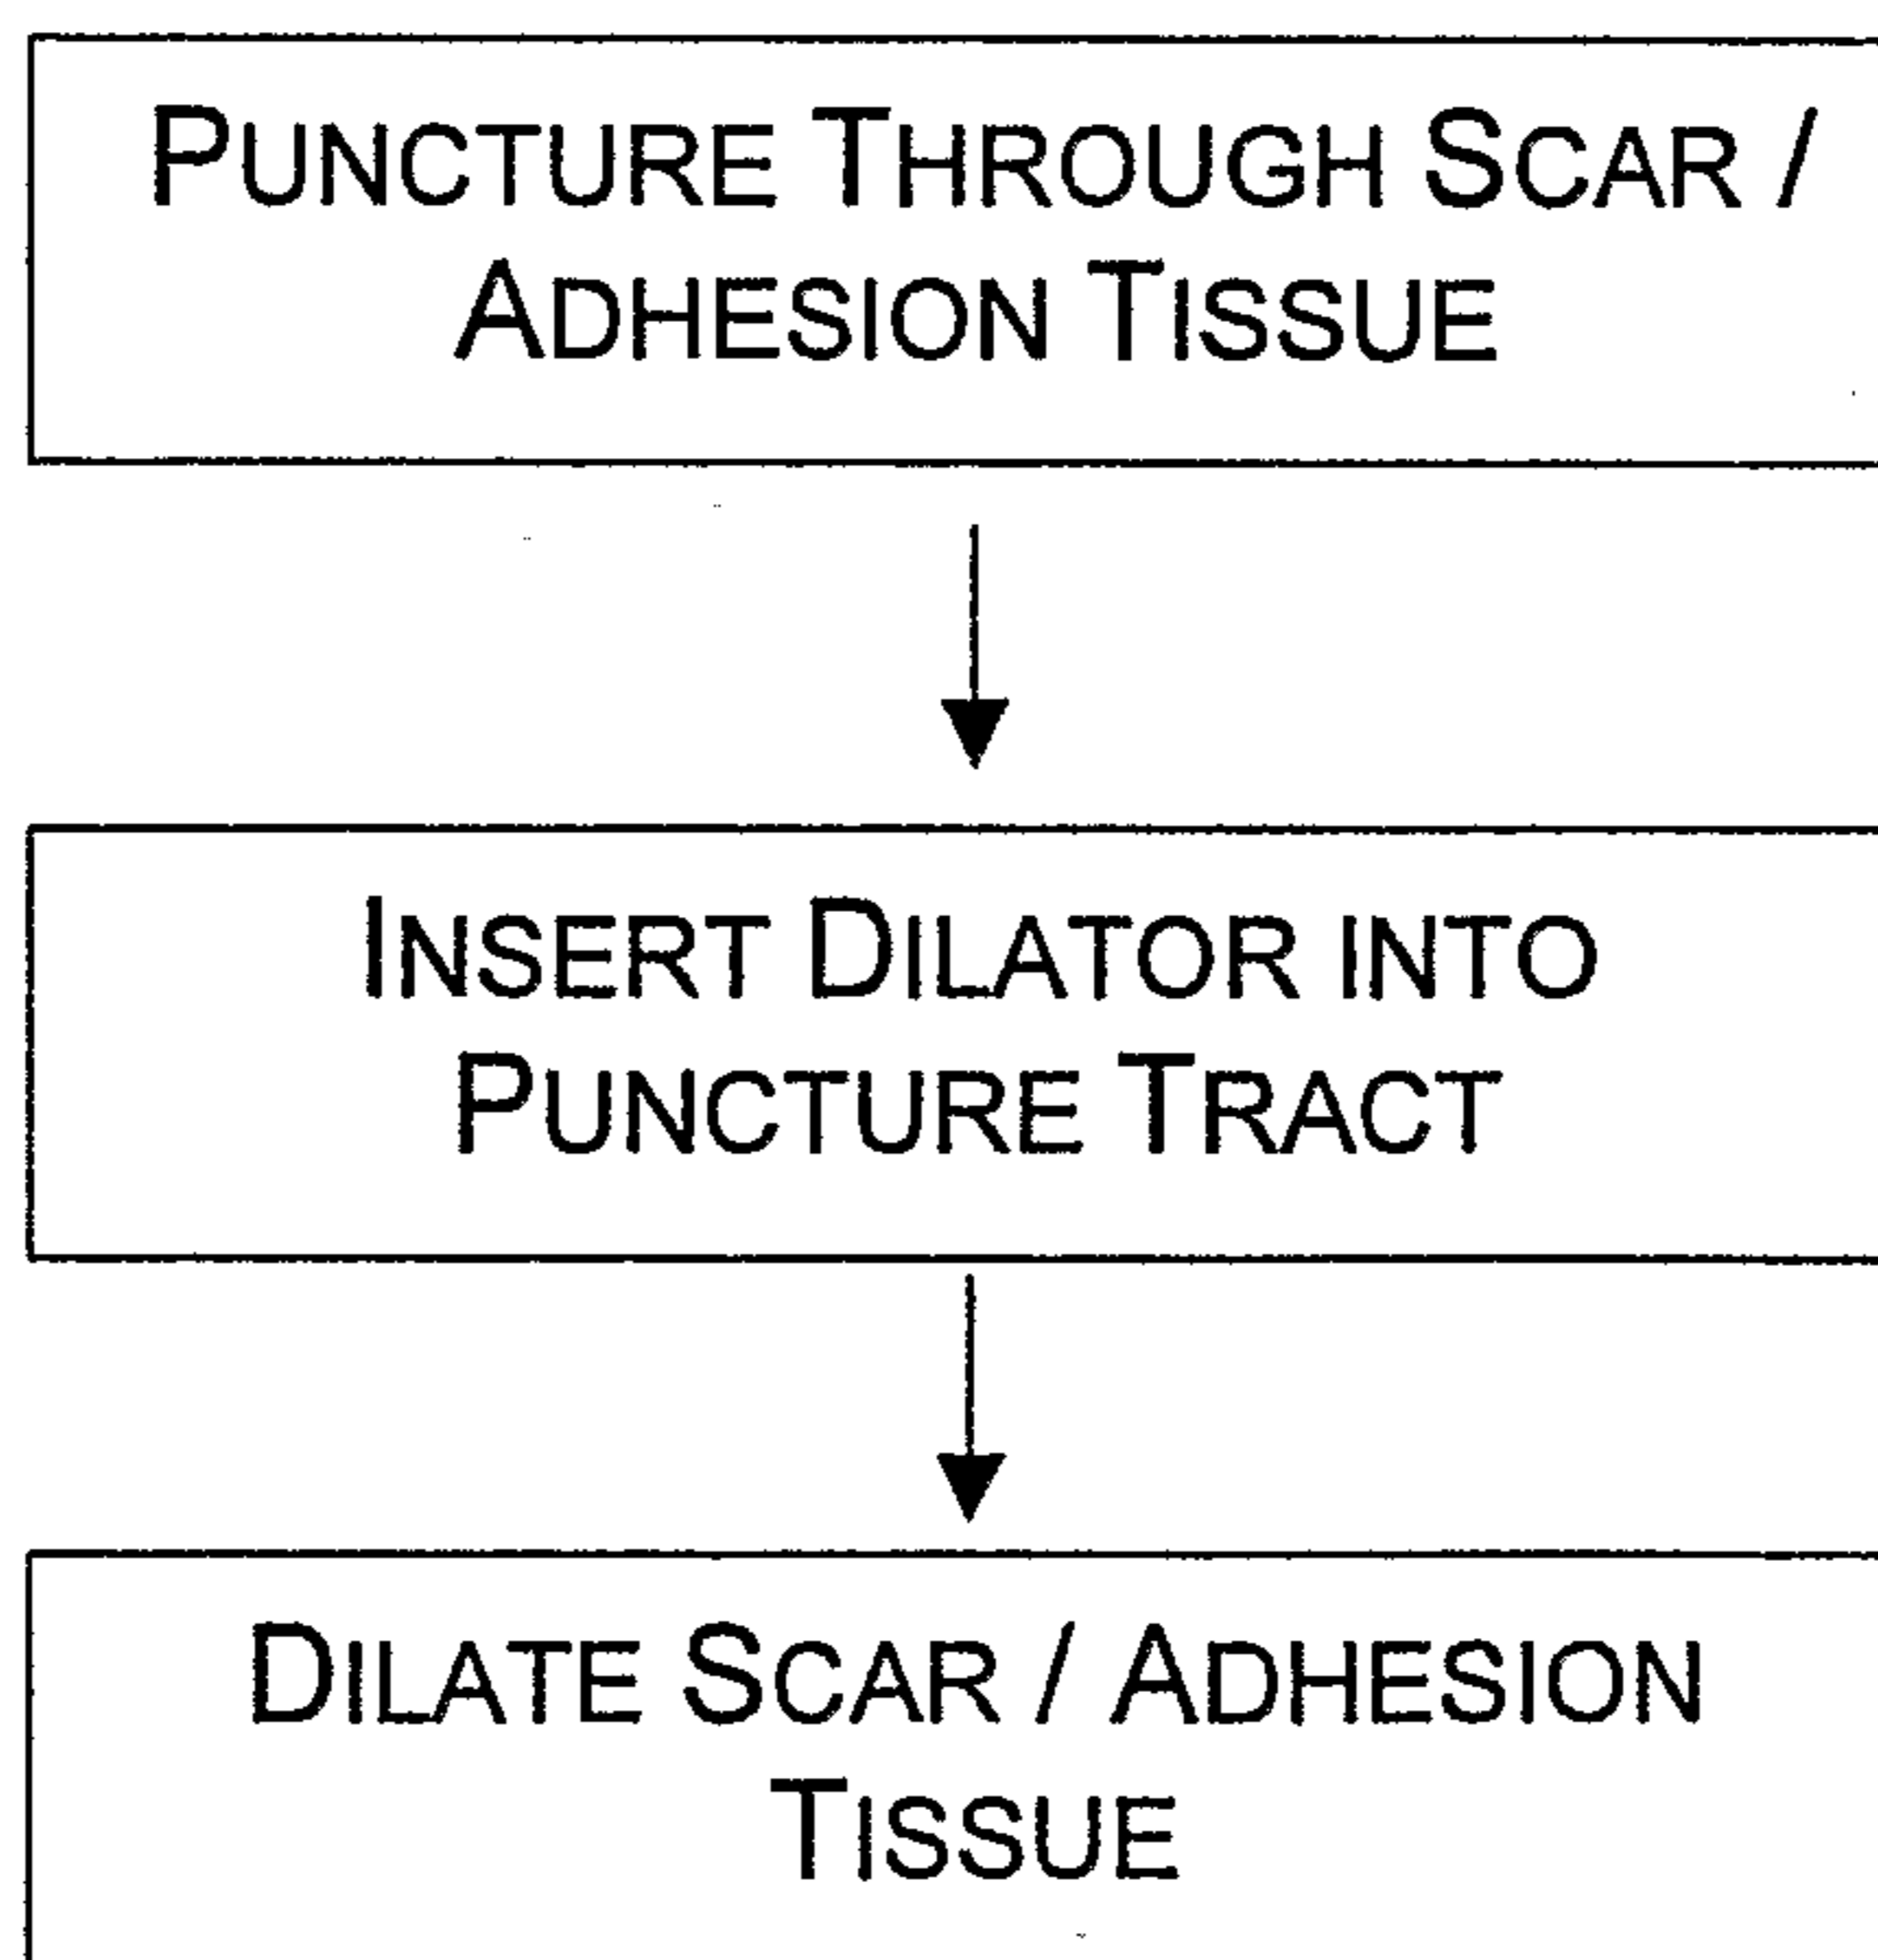 PUNCTURE THROUGH SCAR /
ADHESION TISSUE
INSERT DILATOR INTO
PUNCTURE TRACT
DILATE SCAR / ADHESION
TISSUE